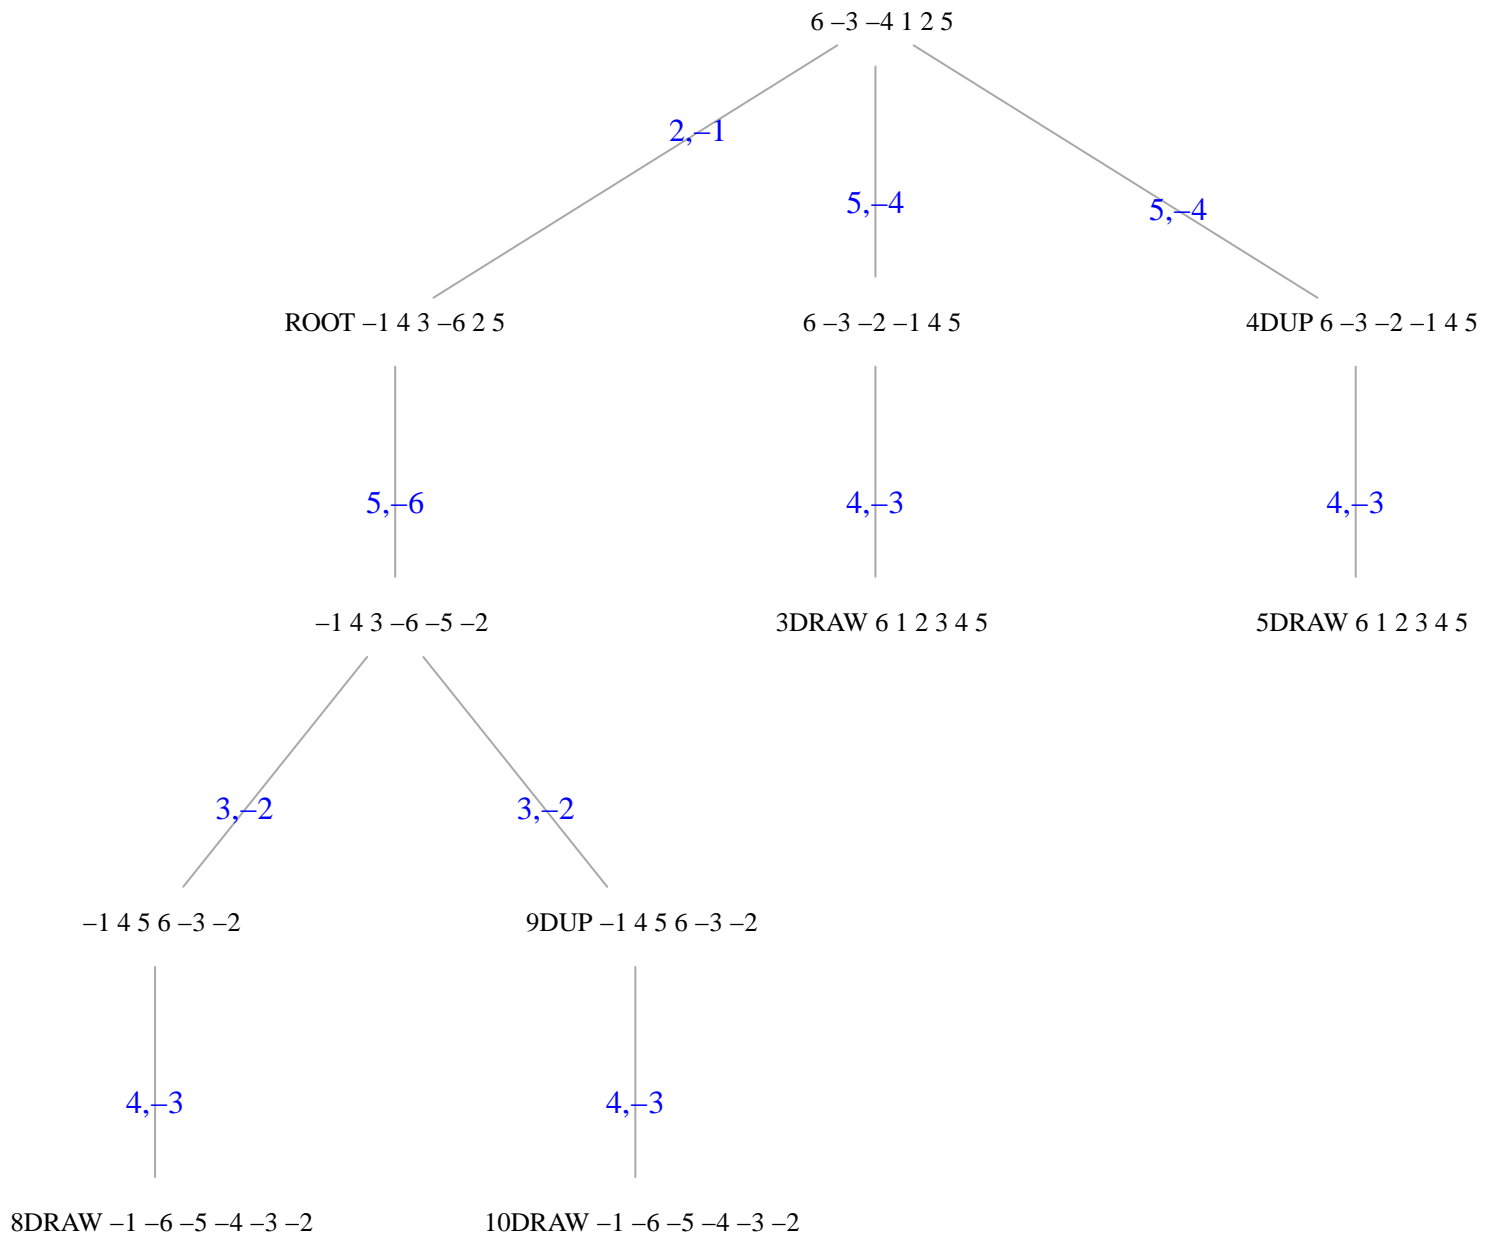 6 –3 –4 1 2 5
2,–1
5,–4
5,–4
ROOT –1 4 3 –6 2 5
6 –3 –2 –1 4 5
4DUP 6 –3 –2 –1 4 5
5,–6
4,–3
4,–3
–1 4 3 –6 –5 –2
3DRAW 6 1 2 3 4 5
5DRAW 6 1 2 3 4 5
3,–2
3,–2
–1 4 5 6 –3 –2
9DUP –1 4 5 6 –3 –2
4,–3
4,–3
8DRAW –1 –6 –5 –4 –3 –2
10DRAW –1 –6 –5 –4 –3 –2